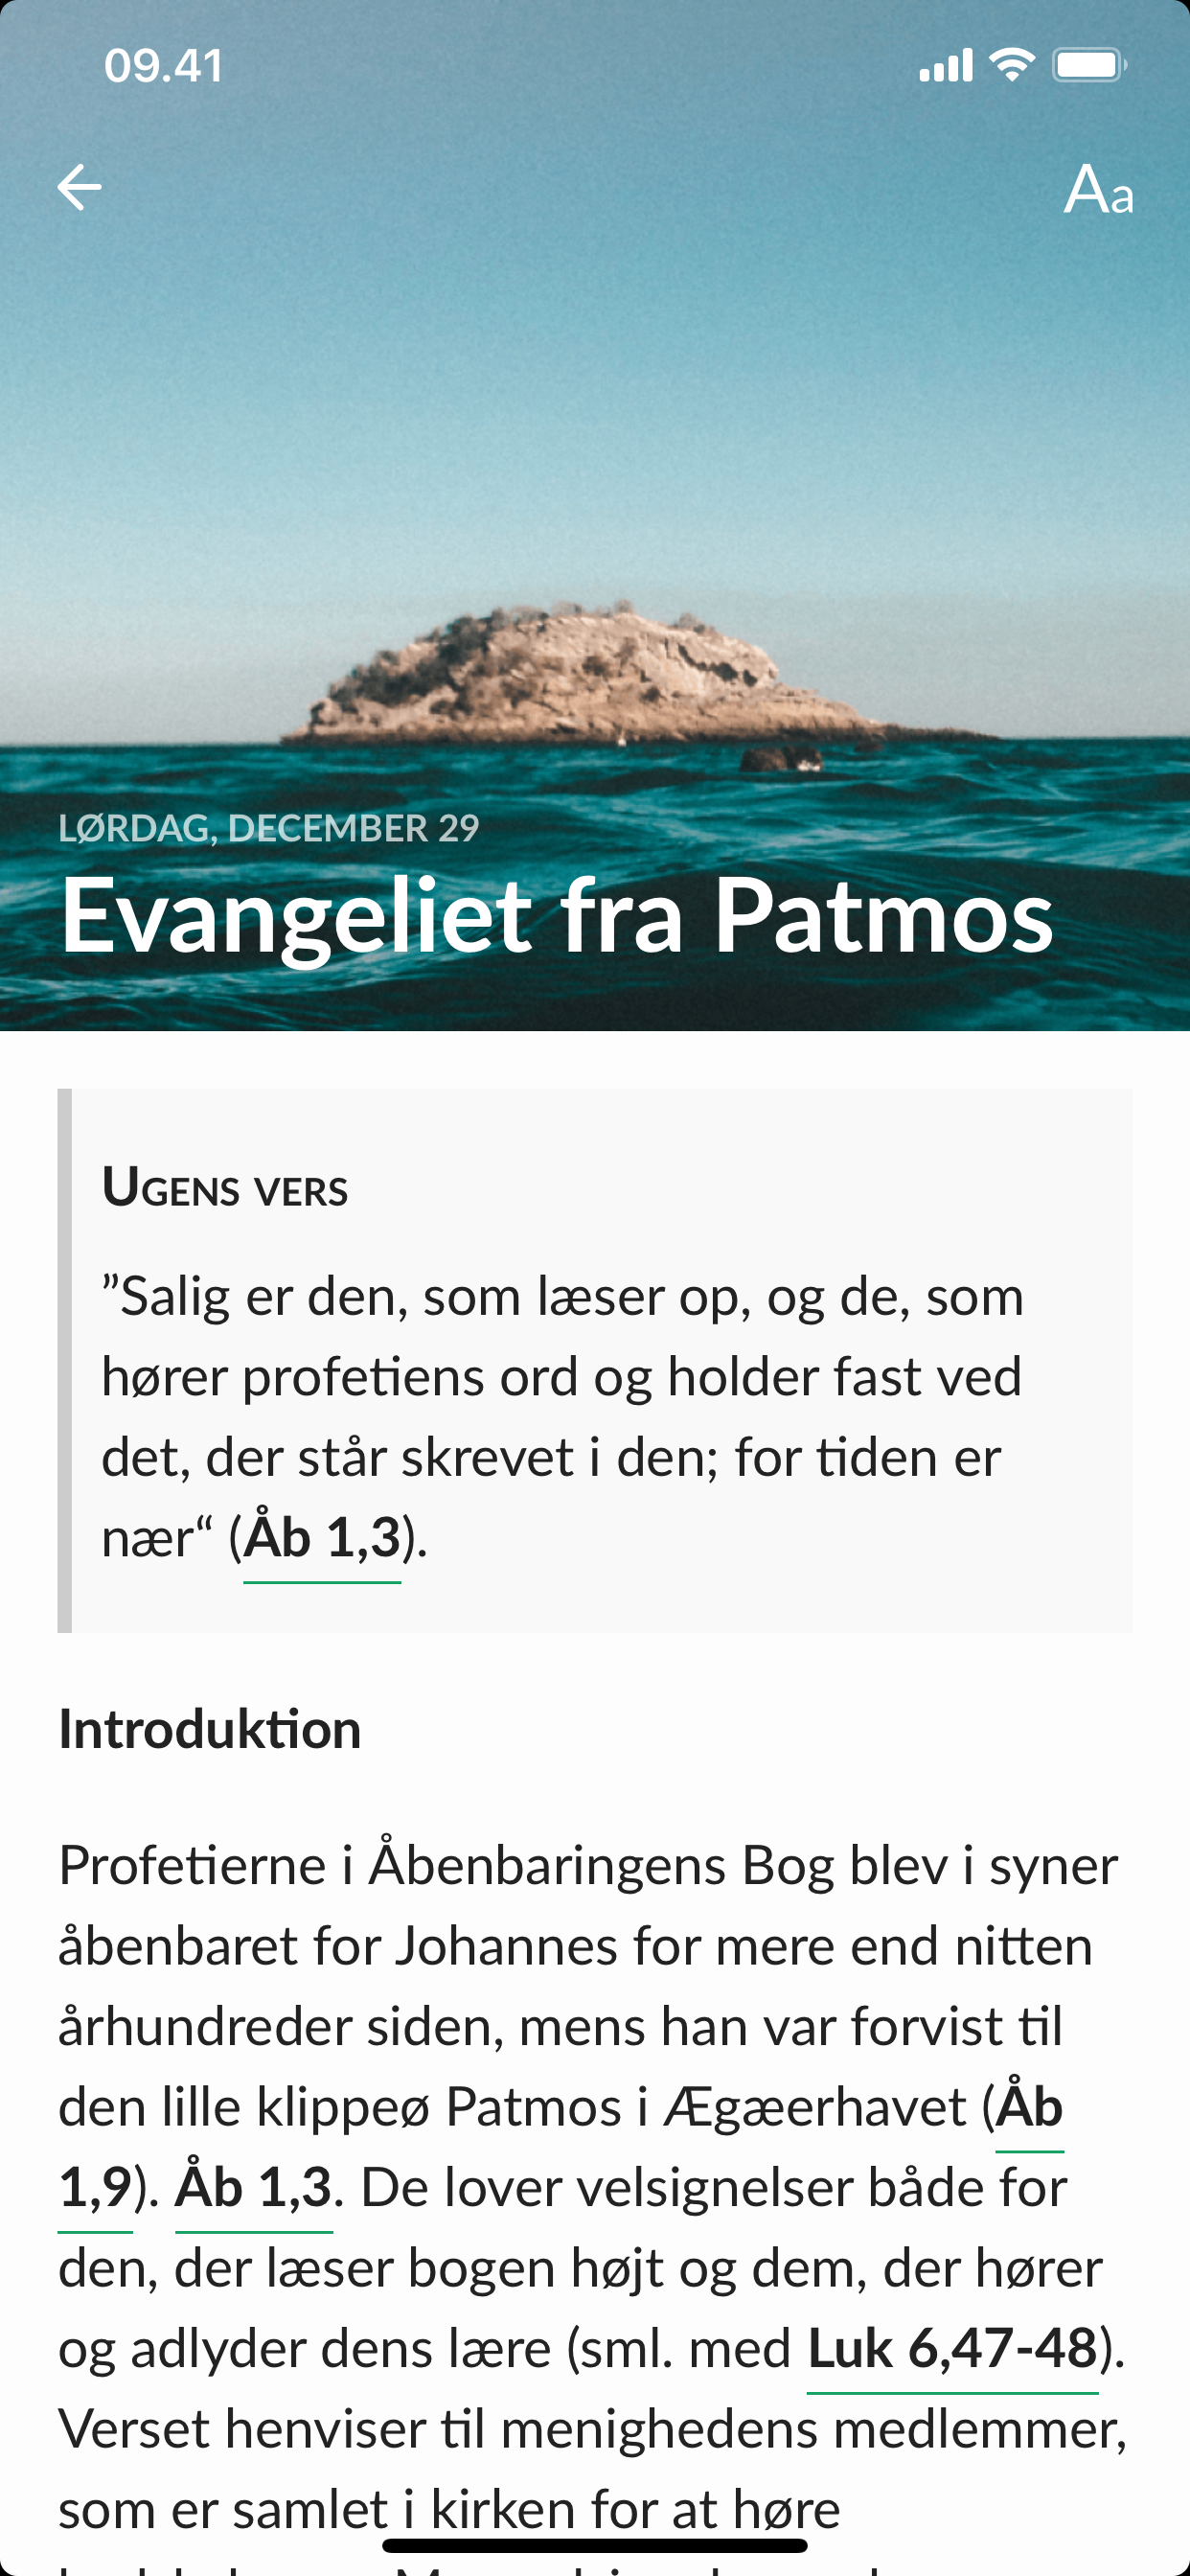 09.41
Aa
LØRDAG, DECEMBER 29
Evangeliet fra Patmos
Ugens vers
”Salig er den, som læser op, og de, som
hører profetiens ord og holder fast ved
det, der står skrevet i den; for tiden er
nær“ (Åb 1,3).
Introduktion
Profetierne i Åbenbaringens Bog blev i syner
åbenbaret for Johannes for mere end nitten
århundreder siden, mens han var forvist til
den lille klippeø Patmos i Ægæerhavet (Åb
1,9). Åb 1,3. De lover velsignelser både for
den, der læser bogen højt og dem, der hører
og adlyder dens lære (sml. med Luk 6,47-48).
Verset henviser til menighedens medlemmer,
som er samlet i kirken for at høre